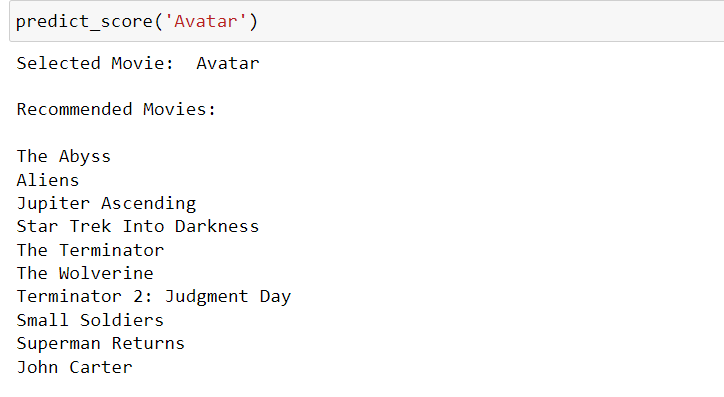 predict_score('Avatar')
Selected Movie:  Avatar
Recommended Movies:
The Abyss
Aliens
Jupiter Ascending
Star Trek Into Darkness
The Terminator
The Wolverine
Terminator 2: Judgment Day
Small Soldiers
Superman Returns
John Carter